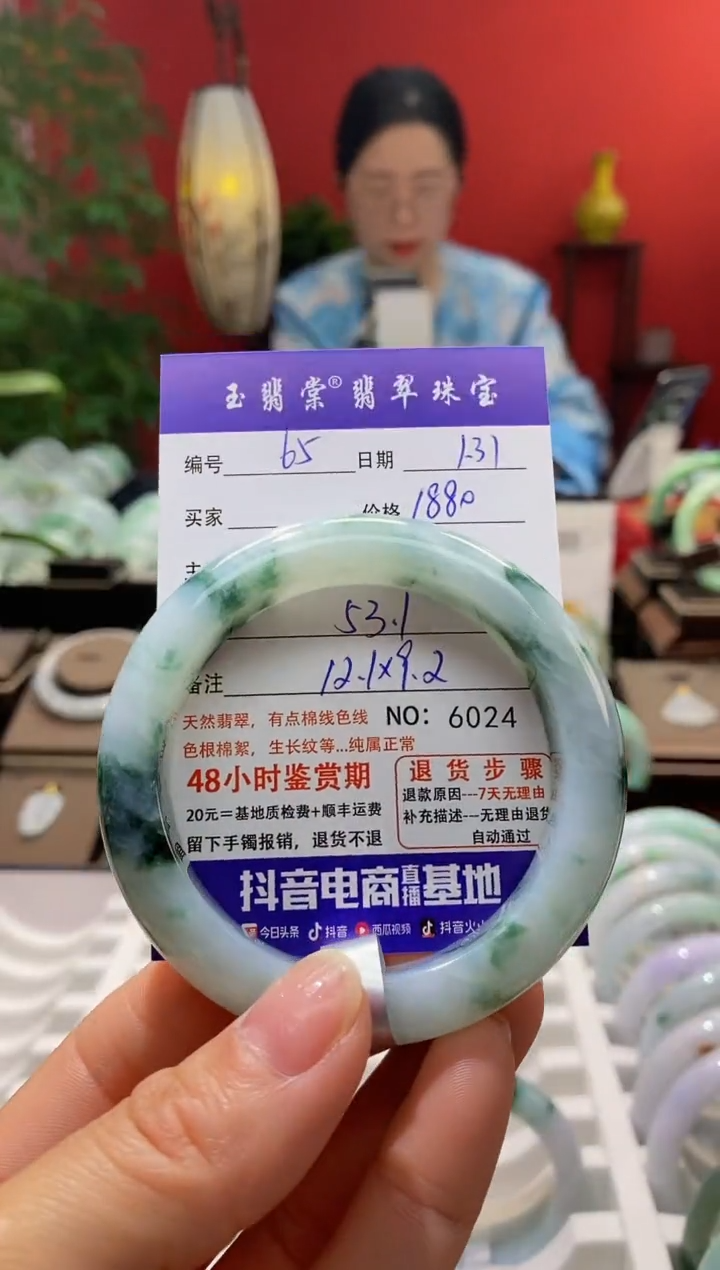 玉翡棠®翡翠珠宝
编号 65 日期 1.31
买家 价格 1880
主
53.1
备注 12.1x9.2
天然翡翠，有点棉线色线 NO: 6024
色根棉絮，生长纹等...纯属正常
48小时鉴赏期
20元=基地质检费+顺丰运费
留下手镯报销，退货不退
退货步骤
退款原因---7天无理由
补充描述---无理由退货
自动通过
抖音电商直播基地
今日头条 抖音 西瓜视频 抖音火